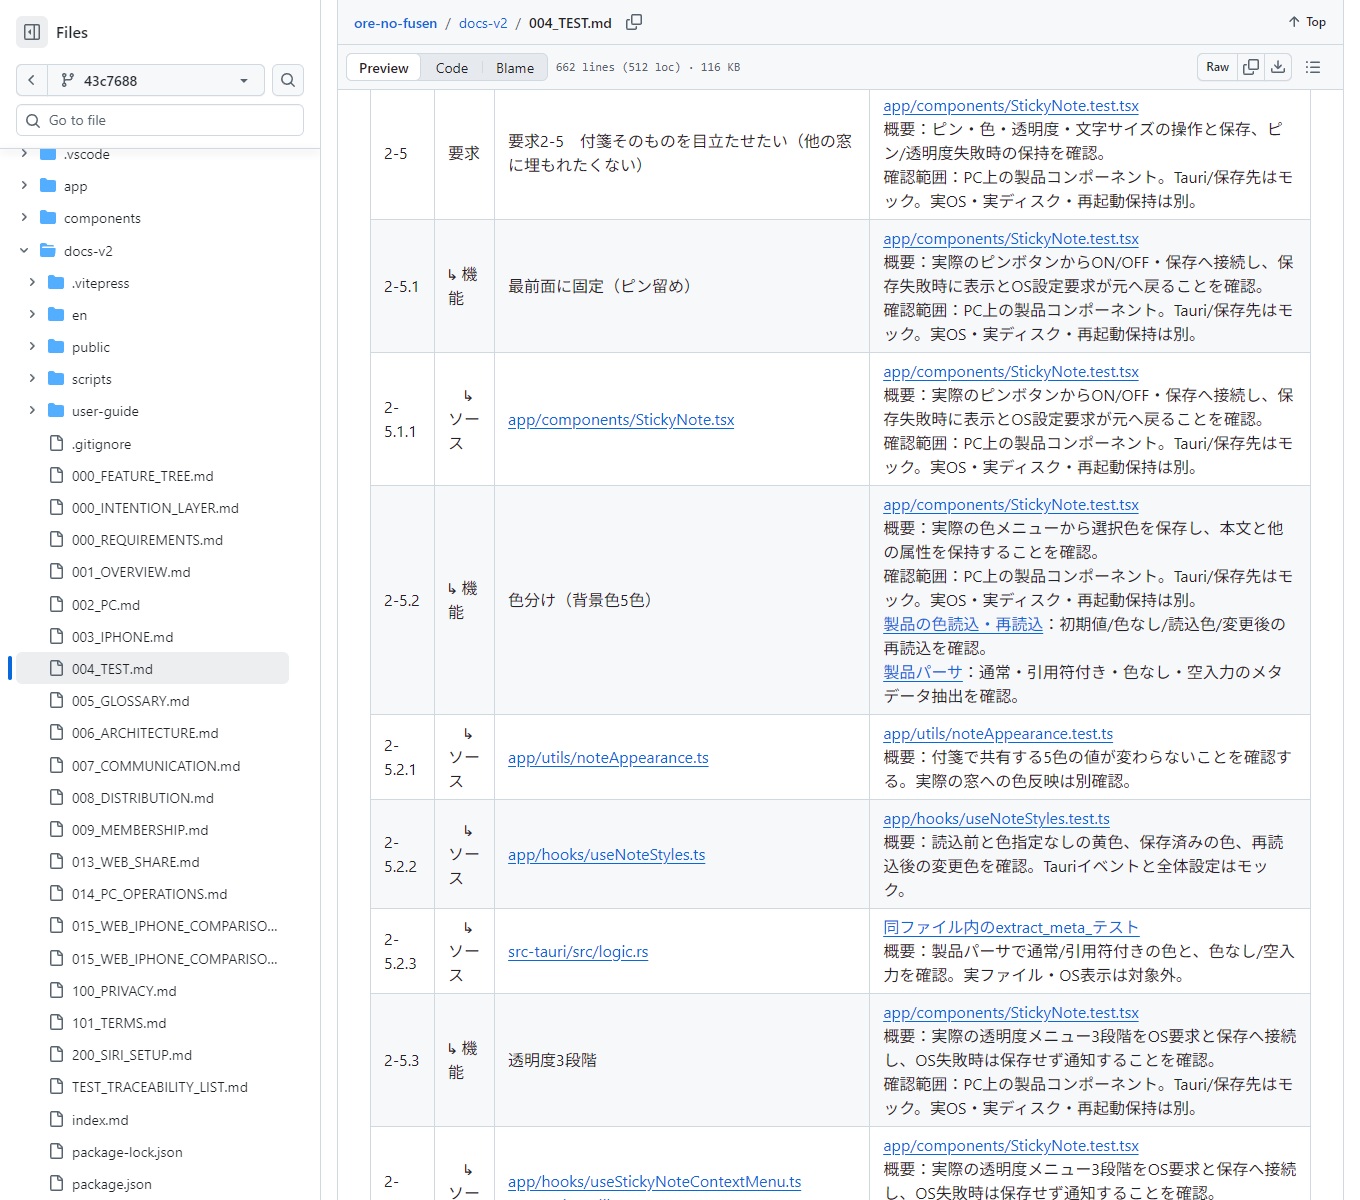 Files
43c7688
Go to file
.vscode
app
components
docs-v2
.vitepress
en
public
scripts
user-guide
.gitignore
000_FEATURE_TREE.md
000_INTENTION_LAYER.md
000_REQUIREMENTS.md
001_OVERVIEW.md
002_PC.md
003_IPHONE.md
004_TEST.md
005_GLOSSARY.md
006_ARCHITECTURE.md
007_COMMUNICATION.md
008_DISTRIBUTION.md
009_MEMBERSHIP.md
013_WEB_SHARE.md
014_PC_OPERATIONS.md
015_WEB_IPHONE_COMPARISO...
015_WEB_IPHONE_COMPARISO...
100_PRIVACY.md
101_TERMS.md
200_SIRI_SETUP.md
TEST_TRACEABILITY_LIST.md
index.md
package-lock.json
package.json
ore-no-fusen / docs-v2 / 004_TEST.md
Top
Preview Code Blame 662 lines (512 loc) · 116 KB
Raw
2-5
要求
要求2-5　付箋そのものを目立たせたい（他の窓
に埋もれたくない）
app/components/StickyNote.test.tsx
概要：ピン・色・透明度・文字サイズの操作と保存、ピ
ン/透明度失敗時の保持を確認。
確認範囲：PC上の製品コンポーネント。Tauri/保存先はモ
ック。実OS・実ディスク・再起動保持は別。
2-5.1
↳ 機
能
最前面に固定（ピン留め）
app/components/StickyNote.test.tsx
概要：実際のピンボタンからON/OFF・保存へ接続し、保
存失敗時に表示とOS設定要求が元へ戻ることを確認。
確認範囲：PC上の製品コンポーネント。Tauri/保存先はモ
ック。実OS・実ディスク・再起動保持は別。
2-
5.1.1
↳
ソー
ス
app/components/StickyNote.tsx
app/components/StickyNote.test.tsx
概要：実際のピンボタンからON/OFF・保存へ接続し、保
存失敗時に表示とOS設定要求が元へ戻ることを確認。
確認範囲：PC上の製品コンポーネント。Tauri/保存先はモ
ック。実OS・実ディスク・再起動保持は別。
2-5.2
↳ 機
能
色分け（背景色5色）
app/components/StickyNote.test.tsx
概要：実際の色メニューから選択色を保存し、本文と他
の属性を保持することを確認。
確認範囲：PC上の製品コンポーネント。Tauri/保存先はモ
ック。実OS・実ディスク・再起動保持は別。
製品の色読込・再読込：初期値/色なし/読込色/変更後の
再読込を確認。
製品パーサ：通常・引用符付き・色なし・空入力のメタ
データ抽出を確認。
2-
5.2.1
↳
ソー
ス
app/utils/noteAppearance.ts
app/utils/noteAppearance.test.ts
概要：付箋で共有する5色の値が変わらないことを確認す
る。実際の窓への色反映は別確認。
2-
5.2.2
↳
ソー
ス
app/hooks/useNoteStyles.ts
app/hooks/useNoteStyles.test.ts
概要：読込前と色指定なしの黄色、保存済みの色、再読
込後の変更色を確認。Tauriイベントと全体設定はモッ
ク。
2-
5.2.3
↳
ソー
ス
src-tauri/src/logic.rs
同ファイル内のextract_meta_テスト
概要：製品パーサで通常/引用符付きの色と、色なし/空入
力を確認。実ファイル・OS表示は対象外。
2-5.3
↳ 機
能
透明度3段階
app/components/StickyNote.test.tsx
概要：実際の透明度メニュー3段階をOS要求と保存へ接続
し、OS失敗時は保存せず通知することを確認。
確認範囲：PC上の製品コンポーネント。Tauri/保存先はモ
ック。実OS・実ディスク・再起動保持は別。
2-
↳
ソー
app/hooks/useStickyNoteContextMenu.ts
app/components/StickyNote.test.tsx
概要：実際の透明度メニュー3段階をOS要求と保存へ接続
し、OS失敗時は保存せず通知することを確認。